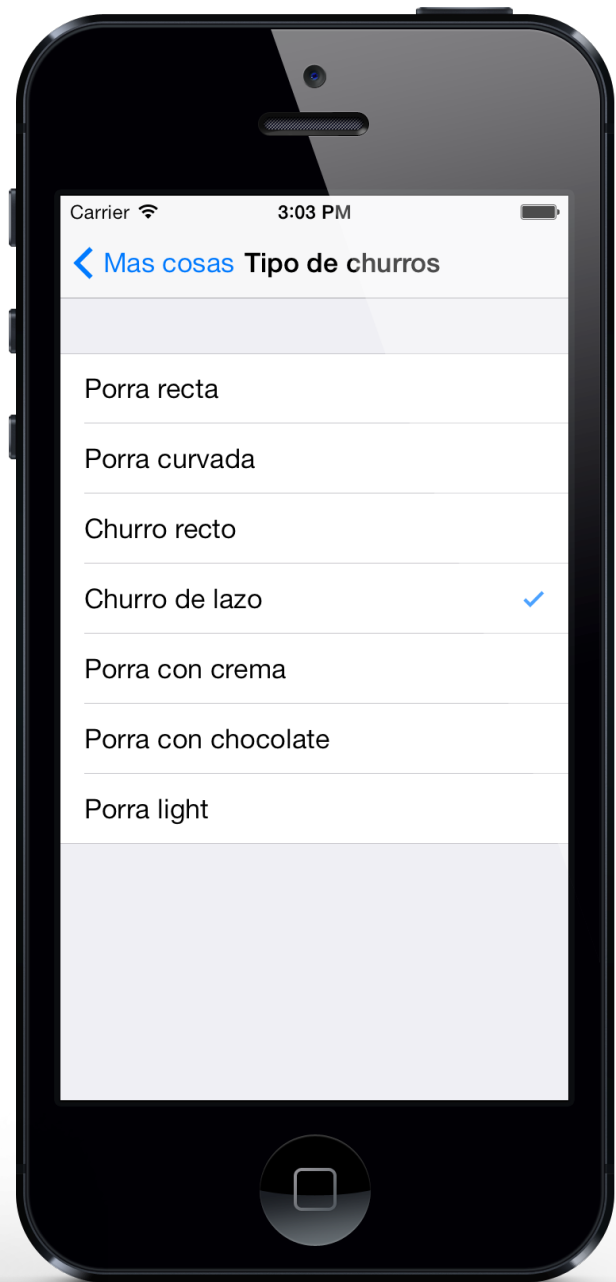 Carrier 3:03 PM
Mas cosas Tipo de churros
Porra recta
Porra curvada
Churro recto
Churro de lazo
Porra con crema
Porra con chocolate
Porra light